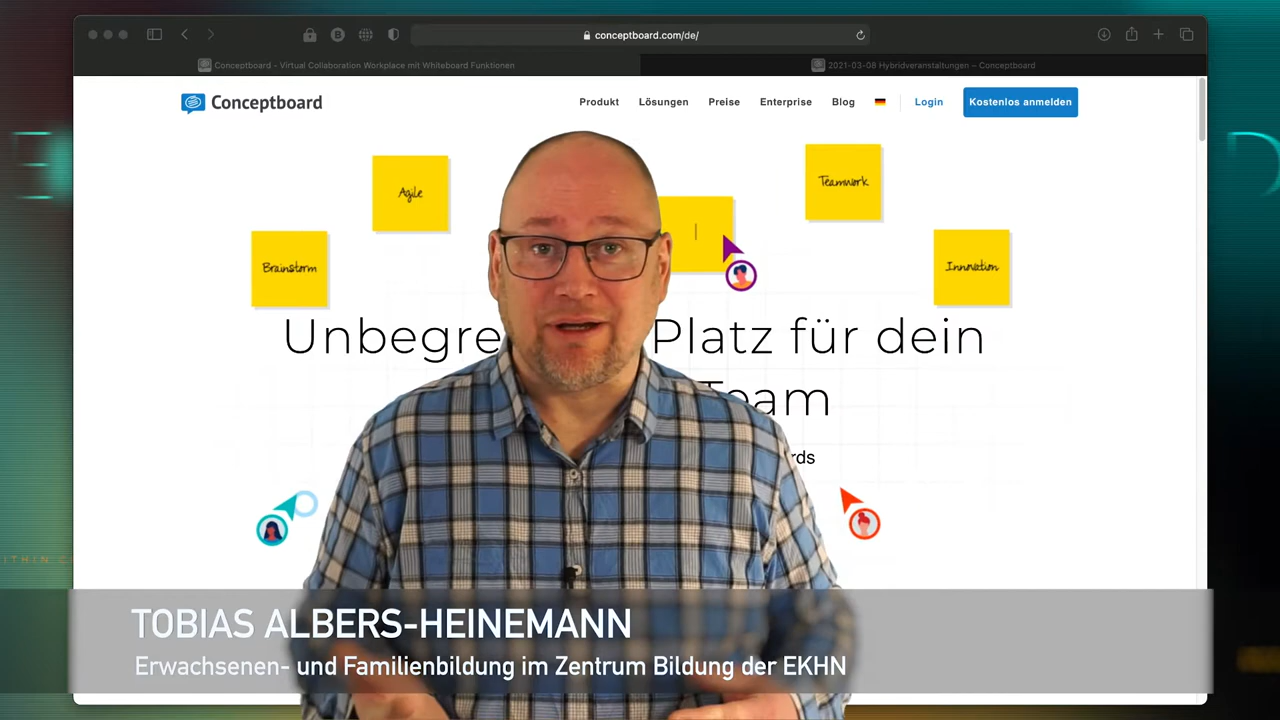 conceptboard.com/de/
Conceptboard - Virtual Collaboration Workplace mit Whiteboard Funktionen
2021-03-08 Hybridveranstaltungen – Conceptboard
Conceptboard
Produkt Lösungen Preise Enterprise Blog Login Kostenlos anmelden
Agile
Teamwork
Brainstorm
Innovation
Unbegre Platz für dein
Team
rds
TOBIAS ALBERS-HEINEMANN
Erwachsenen- und Familienbildung im Zentrum Bildung der EKHN